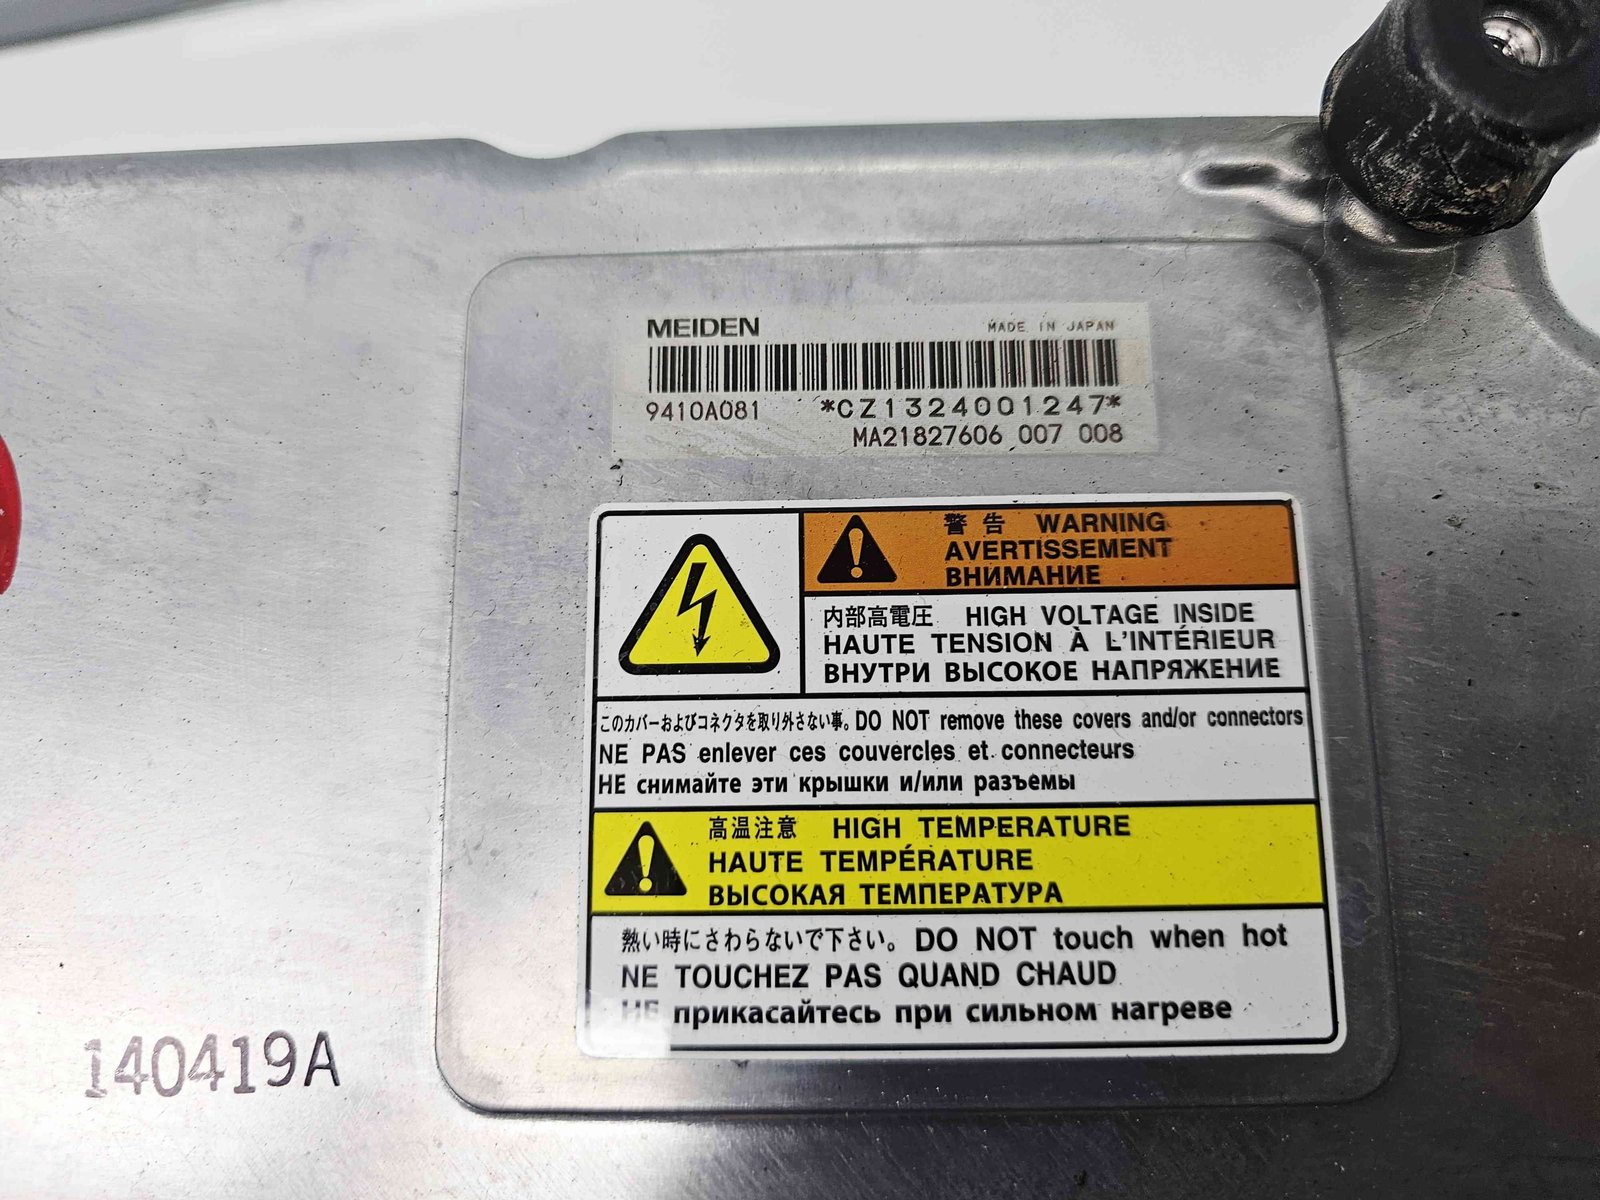 MEIDEN MADE IN JAPAN
9410A081 *CZ1324001247*
MA21827606 007 008
警告 WARNING
AVERTISSEMENT
ВНИМАНИЕ
内部高電圧 HIGH VOLTAGE INSIDE
HAUTE TENSION À L'INTÉRIEUR
ВНУТРИ ВЫСОКОЕ НАПРЯЖЕНИЕ
このカバーおよびコネクタを取り外さない事。DO NOT remove these covers and/or connectors
NE PAS enlever ces couvercles et connecteurs
НЕ снимайте эти крышки и/или разъемы
高温注意 HIGH TEMPERATURE
HAUTE TEMPÉRATURE
ВЫСОКАЯ ТЕМПЕРАТУРА
熱い時にさわらないで下さい。DO NOT touch when hot
NE TOUCHEZ PAS QUAND CHAUD
НЕ прикасайтесь при сильном нагреве
140419A